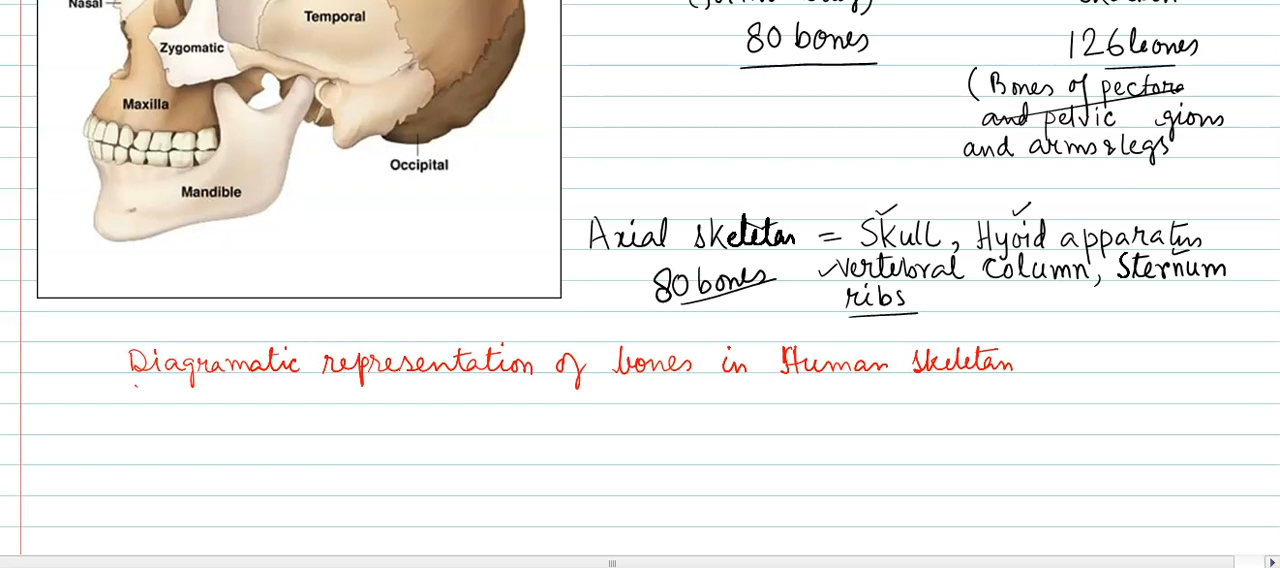 Nasal
Temporal
Zygomatic
Maxilla
Occipital
Mandible
80 bones
126 bones
(Bones of pectora
and pelvic gions
and arms & legs
Axial skeletan = Skull, Hyoid apparatus
80 bones vertebral column, Sternum
ribs
Diagramatic representation of bones in Human skeletan